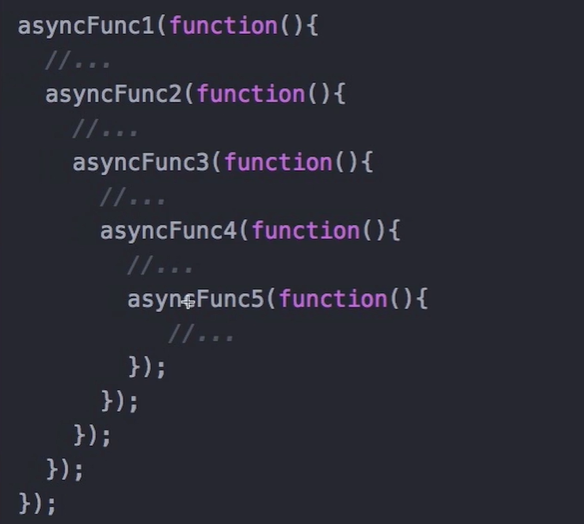 asyncFunc1(function(){
//...
asyncFunc2(function(){
//...
asyncFunc3(function(){
//...
asyncFunc4(function(){
//...
asyncFunc5(function(){
//...
});
});
});
});
});